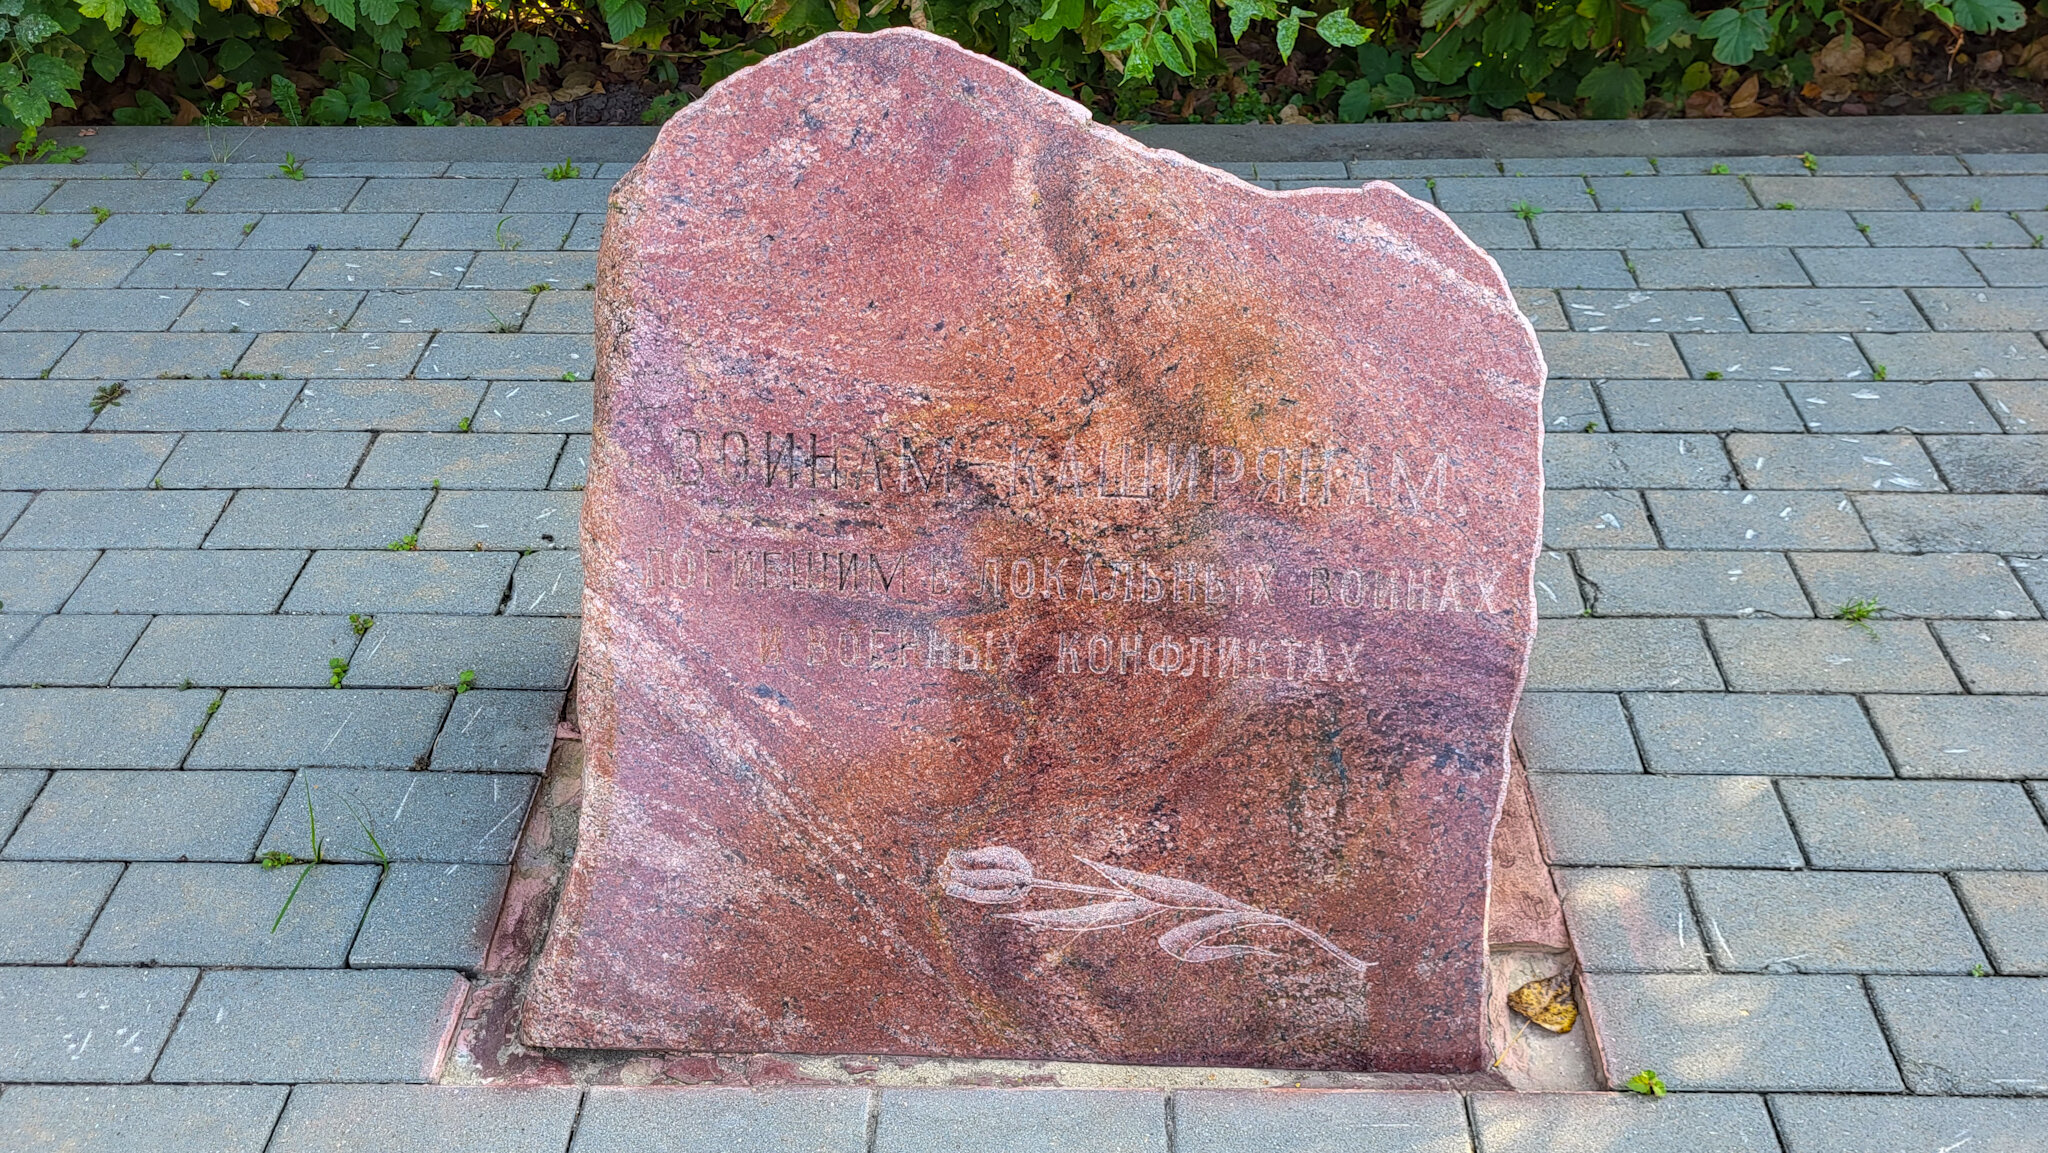 ВОИНАМ-КАШИРЯНАМ
ПОГИБШИМ В ЛОКАЛЬНЫХ ВОЙНАХ
И ВОЕННЫХ КОНФЛИКТАХ